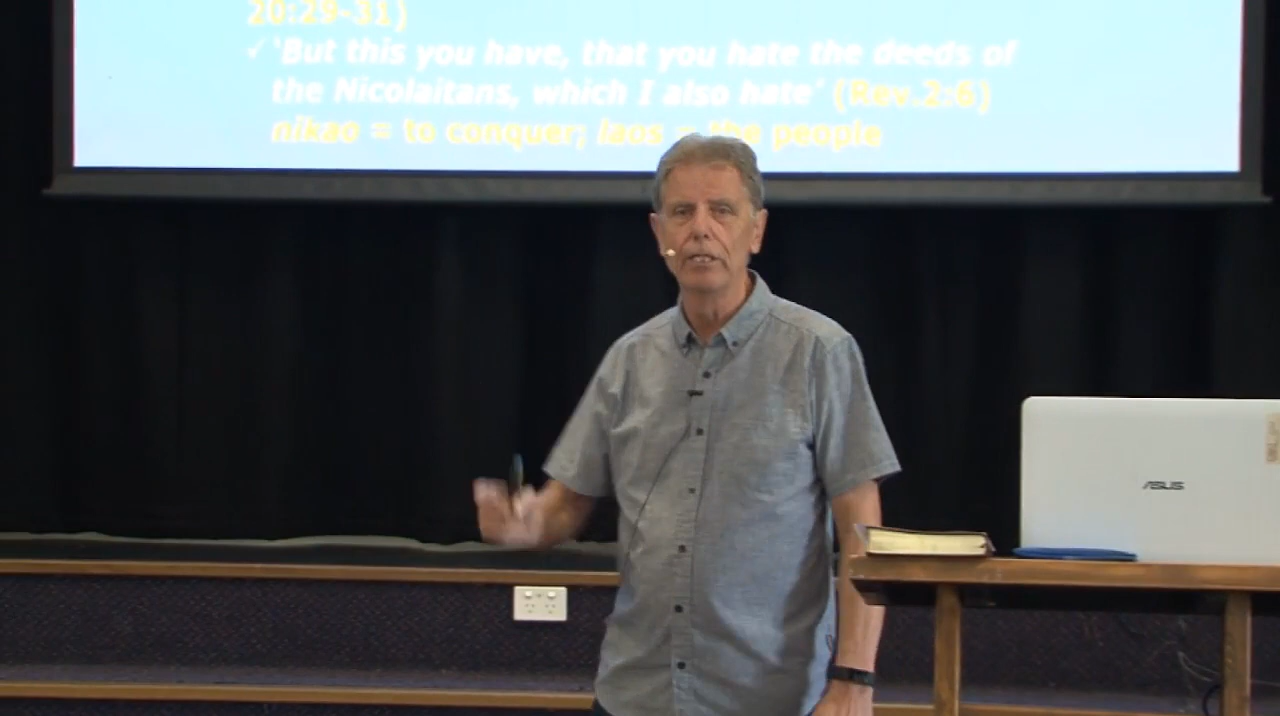 20:29-31)
✓ 'But this you have, that you hate the deeds of
the Nicolaitans, which I also hate' (Rev.2:6)
nikao = to conquer; laos = the people
ASUS